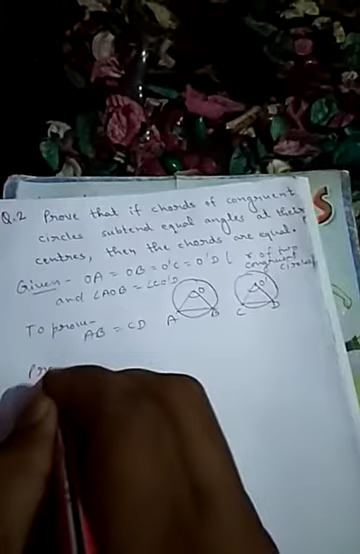 Q.2 Prove that if chords of congruent
circles subtend equal angles at their
centres, then the chords are equal.
Given - OA = OB = O'C = O'D ( r of two
congruent circles)
and ∠AOB = ∠CO'D
O
A B
O'
C D
To prove-
AB = CD
S